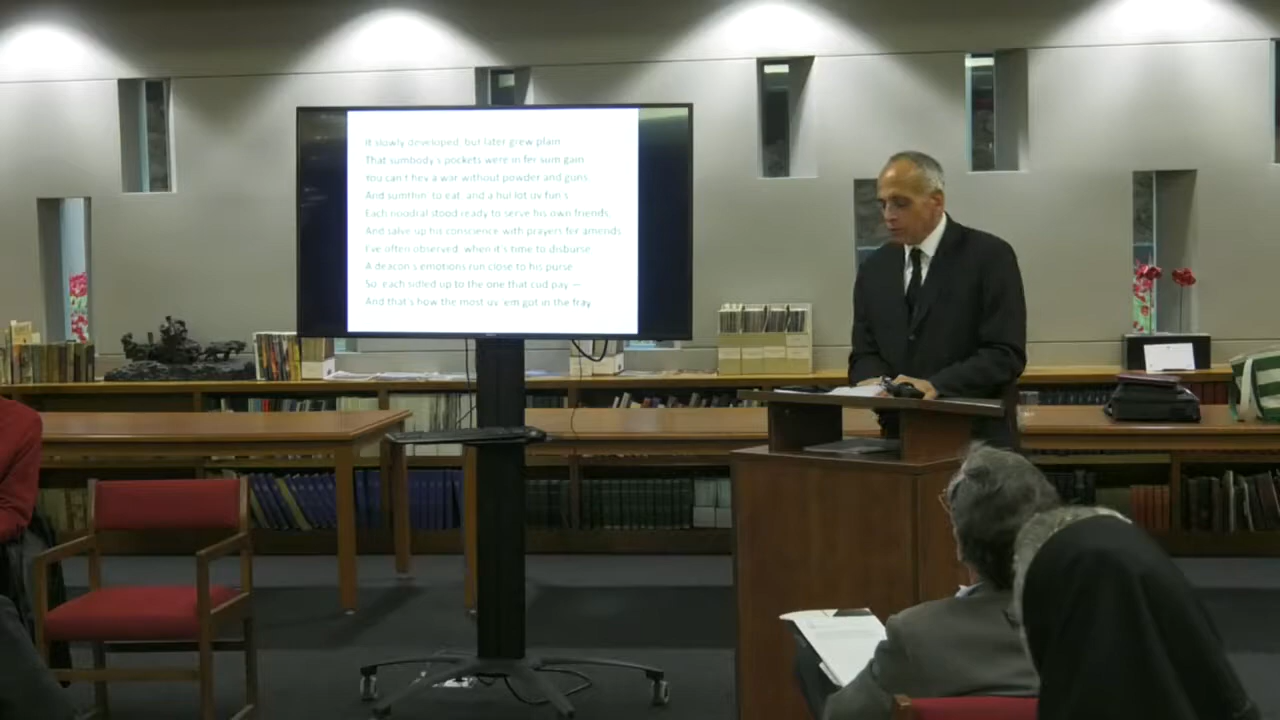 It slowly developed, but later grew plain
That sumbody's pockets were in fer sum gain.
You can't hev a war without powder and guns,
And sumthin' to eat, and a hul lot uv fun's
Each stood ready to serve his own friends,
And salve up his conscience with prayers fer amends.
I've often observed, when it's time to disburse
A deacon's emotions run close to his purse.
So, each sidled up to the one that cud pay —
And that's how the most uv 'em got in the fray.